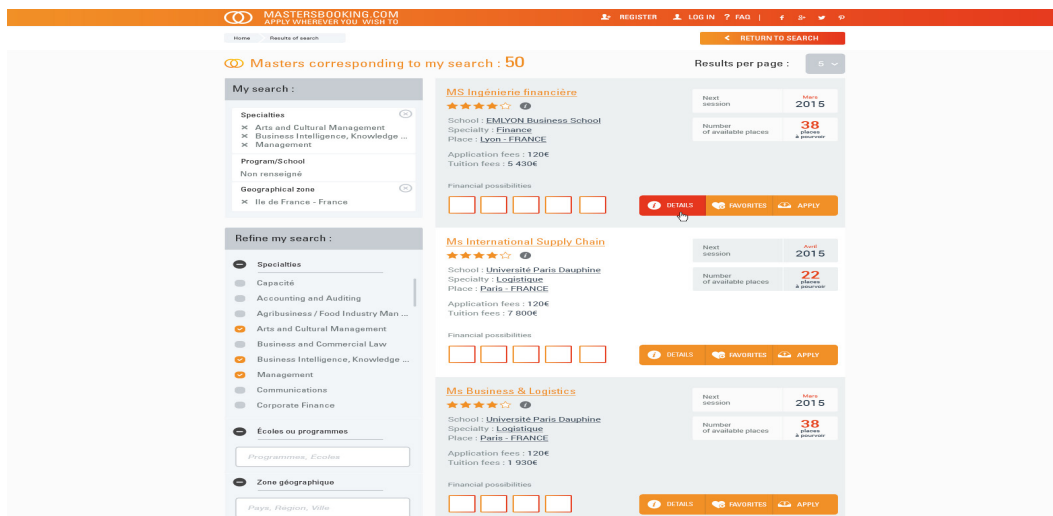 MASTERSBOOKING.COM
APPLY WHEREVER YOU WISH TO
REGISTER LOG IN ? FAQ |
Home Results of search
< RETURN TO SEARCH
Masters corresponding to my search : 50
Results per page : 5
My search :
Specialties
Arts and Cultural Management
Business Intelligence, Knowledge ...
Management
Program/School
Non renseigné
Geographical zone
Ile de France - France
Refine my search :
Specialties
Capacité
Accounting and Auditing
Agribusiness / Food Industry Man ...
Arts and Cultural Management
Business and Commercial Law
Business Intelligence, Knowledge ...
Management
Communications
Corporate Finance
Écoles ou programmes
Programmes, Ecoles
Zone géographique
Pays, Région, Ville
MS Ingénierie financière
School : EMLYON Business School
Specialty : Finance
Place : Lyon - FRANCE
Application fees : 120€
Tuition fees : 5 430€
Financial possibilities
Next
session
Mars
2015
Number
of available places
38
places
à pourvoir
DETAILS FAVORITES APPLY
Ms International Supply Chain
School : Université Paris Dauphine
Specialty : Logistique
Place : Paris - FRANCE
Application fees : 120€
Tuition fees : 7 800€
Financial possibilities
Next
session
Avril
2015
Number
of available places
22
places
à pourvoir
DETAILS FAVORITES APPLY
Ms Business & Logistics
School : Université Paris Dauphine
Specialty : Logistique
Place : Paris - FRANCE
Application fees : 120€
Tuition fees : 1 930€
Financial possibilities
Next
session
Mars
2015
Number
of available places
38
places
à pourvoir
DETAILS FAVORITES APPLY